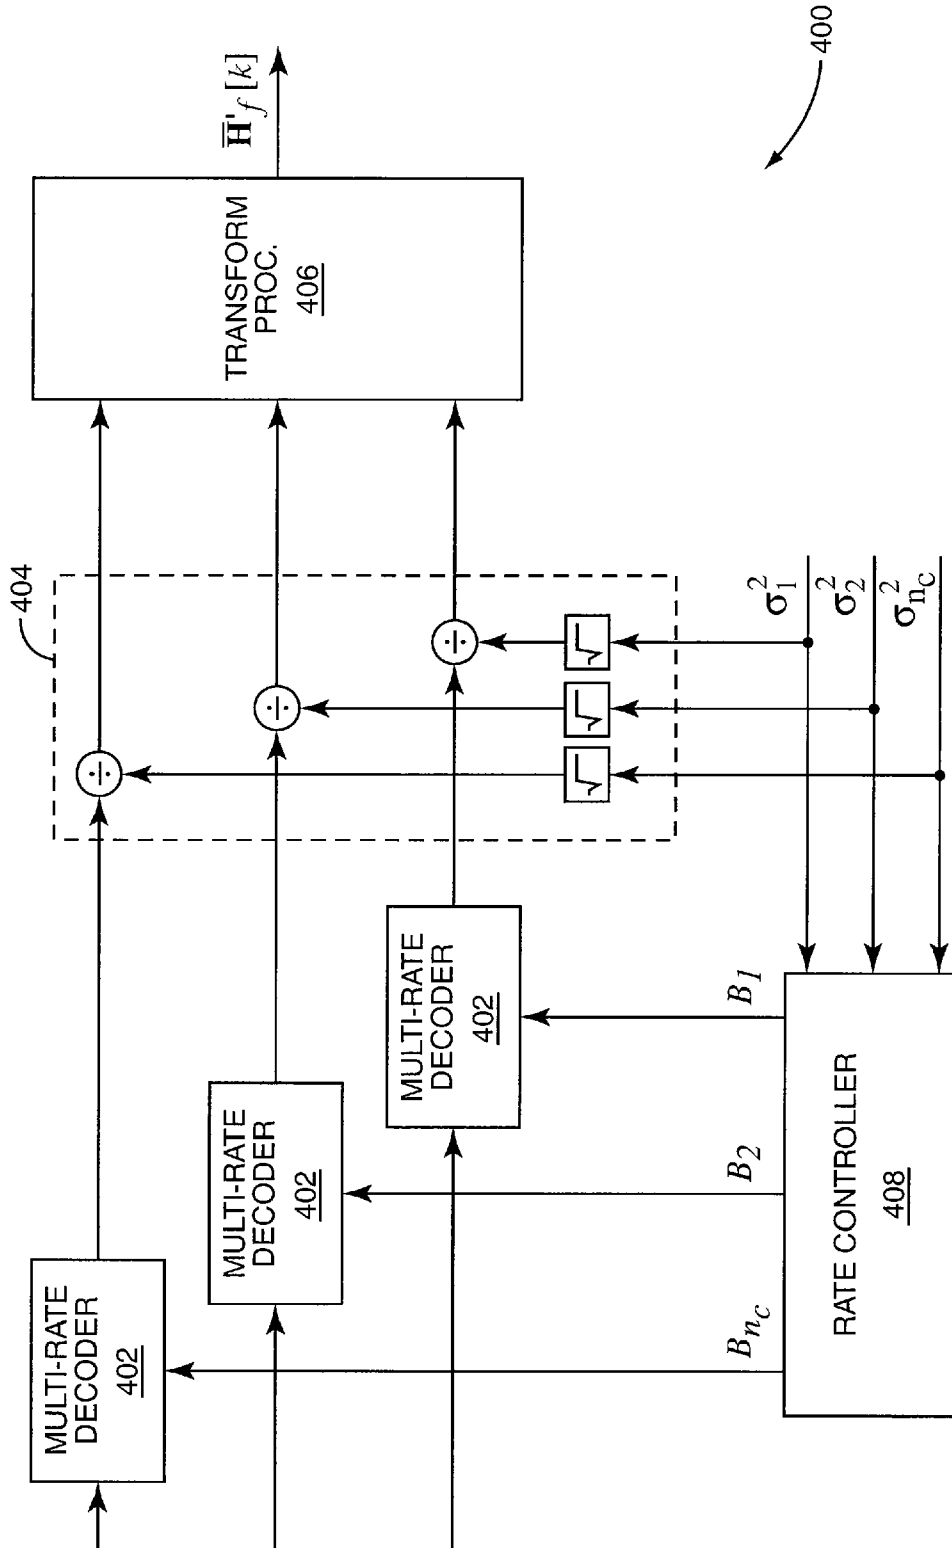 MULTI-RATE
DECODER
402
MULTI-RATE
DECODER
402
MULTI-RATE
DECODER
402
404
÷
÷
÷
√
√
√
TRANSFORM
PROC.
406
H̿'f [k]
Bnc
B2
B1
RATE CONTROLLER
408
σ1²
σ2²
σnc²
400